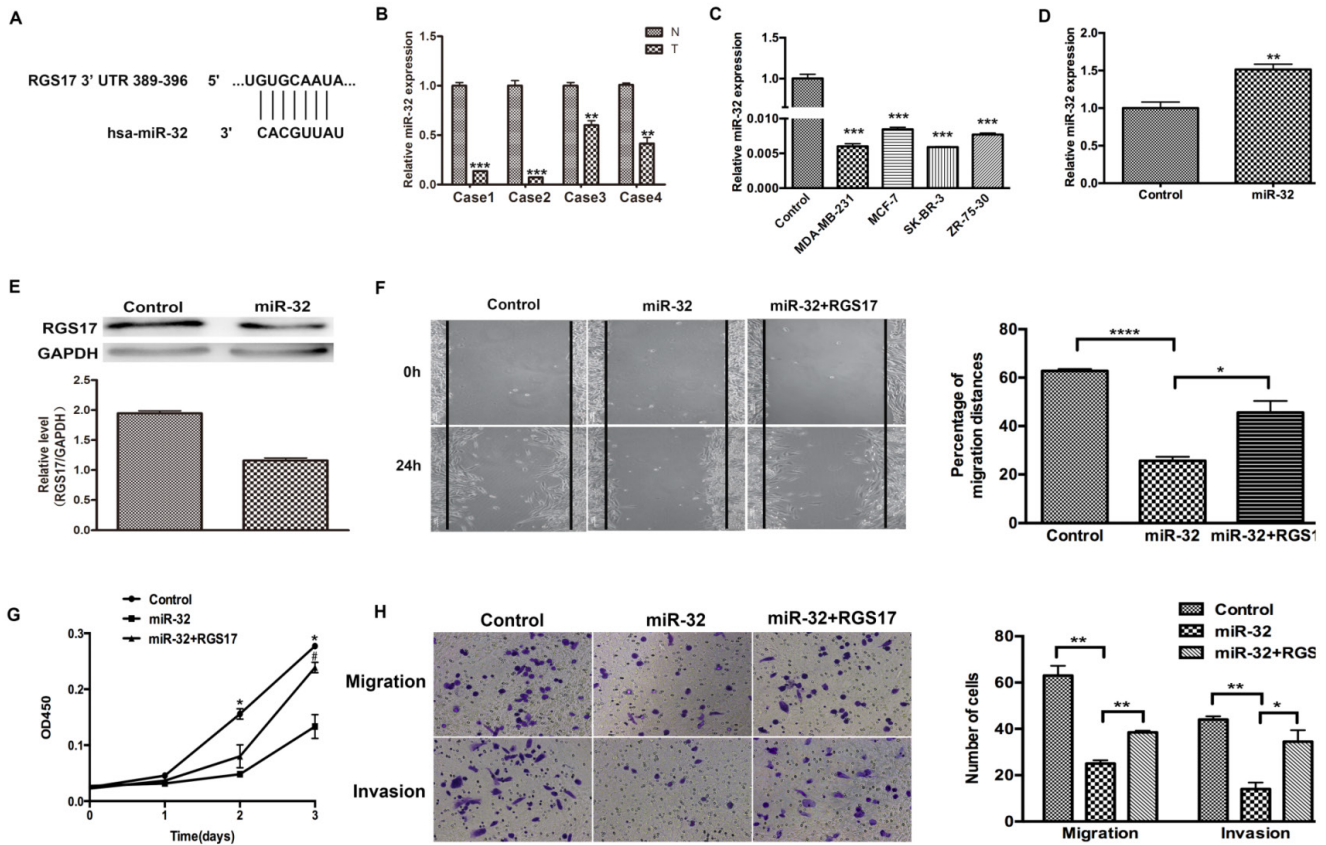 A
RGS17 3' UTR 389-396 5' ...UGUGCAAUA...
hsa-miR-32 3' CACGUUAU
B
Relative miR-32 expression
N
T
1.5
1.0
0.5
0.0
*** *** ** **
Case1 Case2 Case3 Case4
C
Relative miR-32 expression
1.5
1.0
0.010
0.005
0.000
*** *** *** ***
Control MDA-MB-231 MCF-7 SK-BR-3 ZR-75-30
D
Relative miR-32 expression
2.0
1.5
1.0
0.5
0.0
**
Control miR-32
E
Control miR-32
RGS17
GAPDH
Relative level
(RGS17/GAPDH)
2.5
2.0
1.5
1.0
0.5
0.0
F
Control miR-32 miR-32+RGS17
0h
24h
Percentage of
migration distances
80
60
40
20
0
****
*
Control miR-32 miR-32+RGS1
G
Control
miR-32
miR-32+RGS17
OD450
0.3
0.2
0.1
0.0
* * #
0 1 2 3
Time(days)
H
Control miR-32 miR-32+RGS17
Migration
Invasion
Control
miR-32
miR-32+RGS
Number of cells
80
60
40
20
0
** ** ** *
Migration Invasion